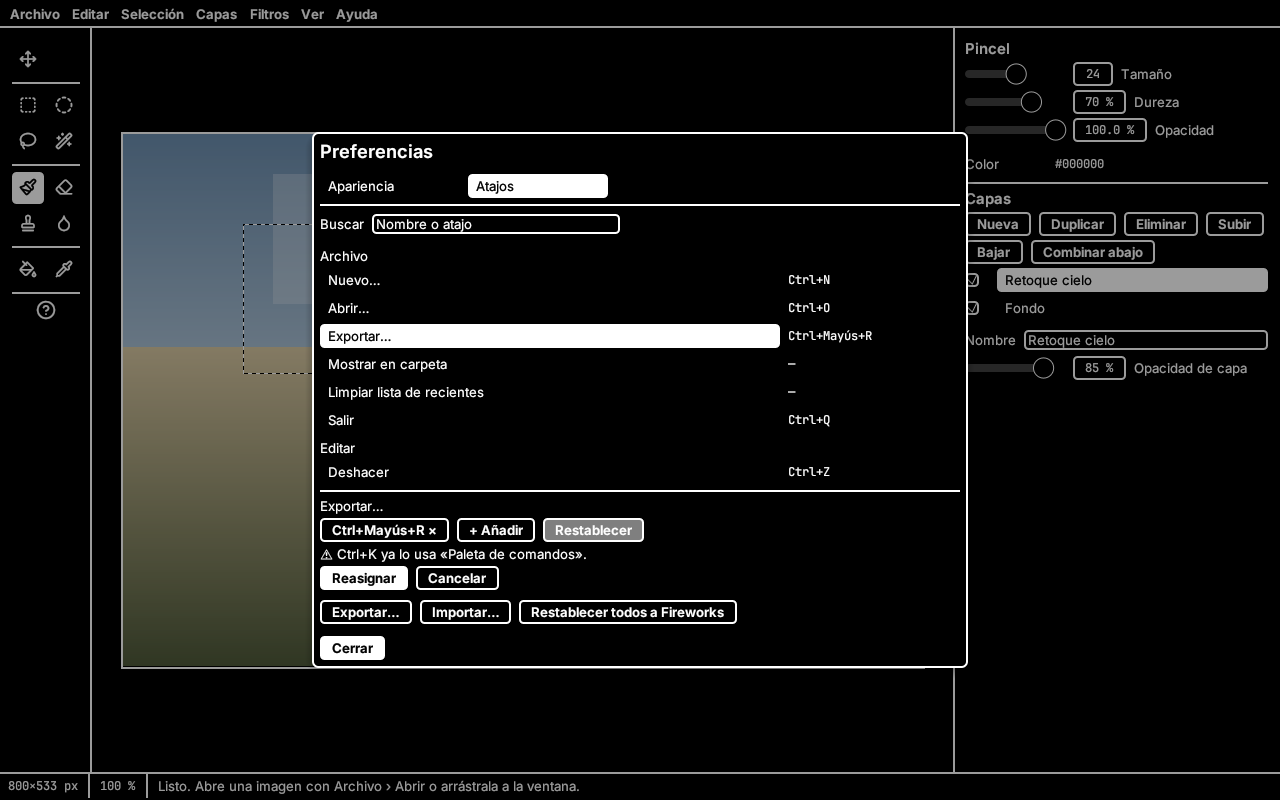 Archivo Editar Selección Capas Filtros Ver Ayuda
Pincel
24 Tamaño
70 % Dureza
100.0 % Opacidad
Color #000000
Capas
Nueva Duplicar Eliminar Subir
Bajar Combinar abajo
Retoque cielo
Fondo
Nombre Retoque cielo
85 % Opacidad de capa
Preferencias
Apariencia Atajos
Buscar Nombre o atajo
Archivo
Nuevo... Ctrl+N
Abrir... Ctrl+O
Exportar... Ctrl+Mayús+R
Mostrar en carpeta —
Limpiar lista de recientes —
Salir Ctrl+Q
Editar
Deshacer Ctrl+Z
Exportar...
Ctrl+Mayús+R × + Añadir Restablecer
⚠ Ctrl+K ya lo usa «Paleta de comandos».
Reasignar Cancelar
Exportar... Importar... Restablecer todos a Fireworks
Cerrar
800×533 px 100 % Listo. Abre una imagen con Archivo › Abrir o arrástrala a la ventana.